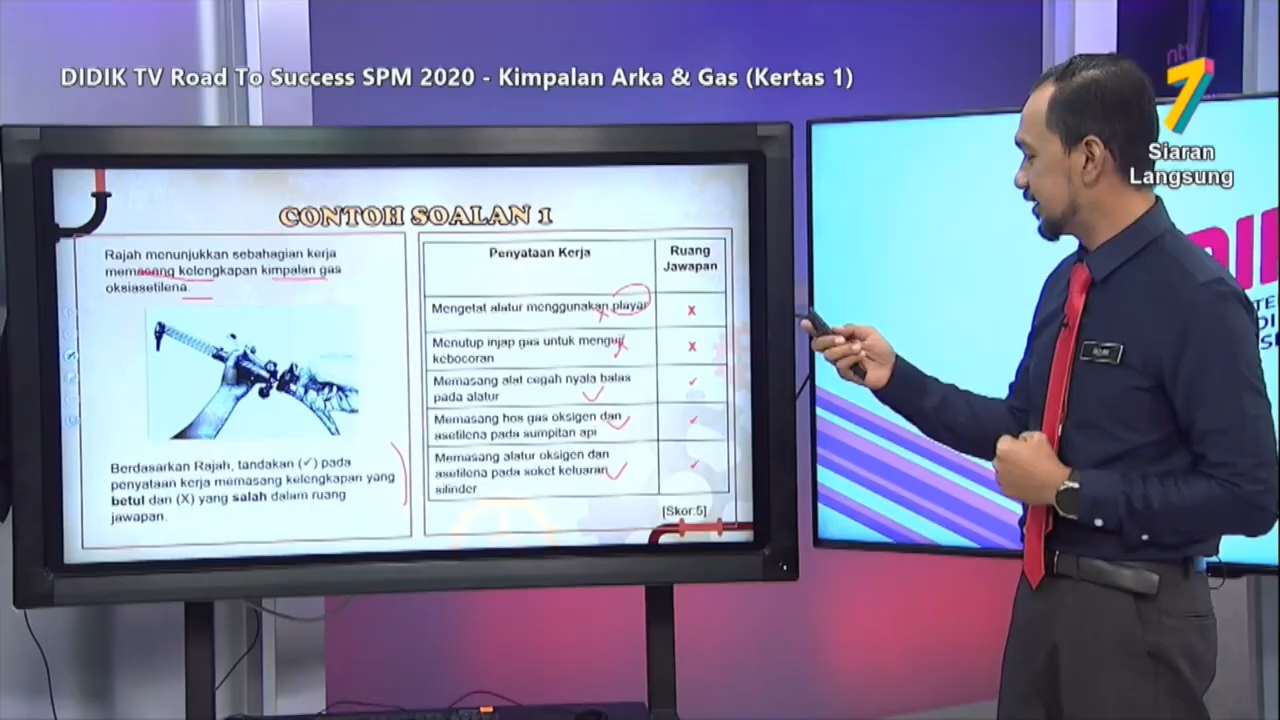 DIDIK TV Road To Success SPM 2020 - Kimpalan Arka & Gas (Kertas 1)
ntv
7
Siaran
Langsung
CONTOH SOALAN 1
Rajah menunjukkan sebahagian kerja
memasang kelengkapan kimpalan gas
oksiasetilena.
Berdasarkan Rajah, tandakan (✓) pada
penyataan kerja memasang kelengkapan yang
betul dan (X) yang salah dalam ruang
jawapan.
Penyataan Kerja
Ruang
Jawapan
Mengetat alatur menggunakan playar
X
Menutup injap gas untuk menguji
kebocoran
X
Memasang alat cegah nyala balas
pada alatur
✓
Memasang hos gas oksigen dan
asetilena pada sumpitan api
✓
Memasang alatur oksigen dan
asetilena pada soket keluaran
silinder
✓
[Skor:5]